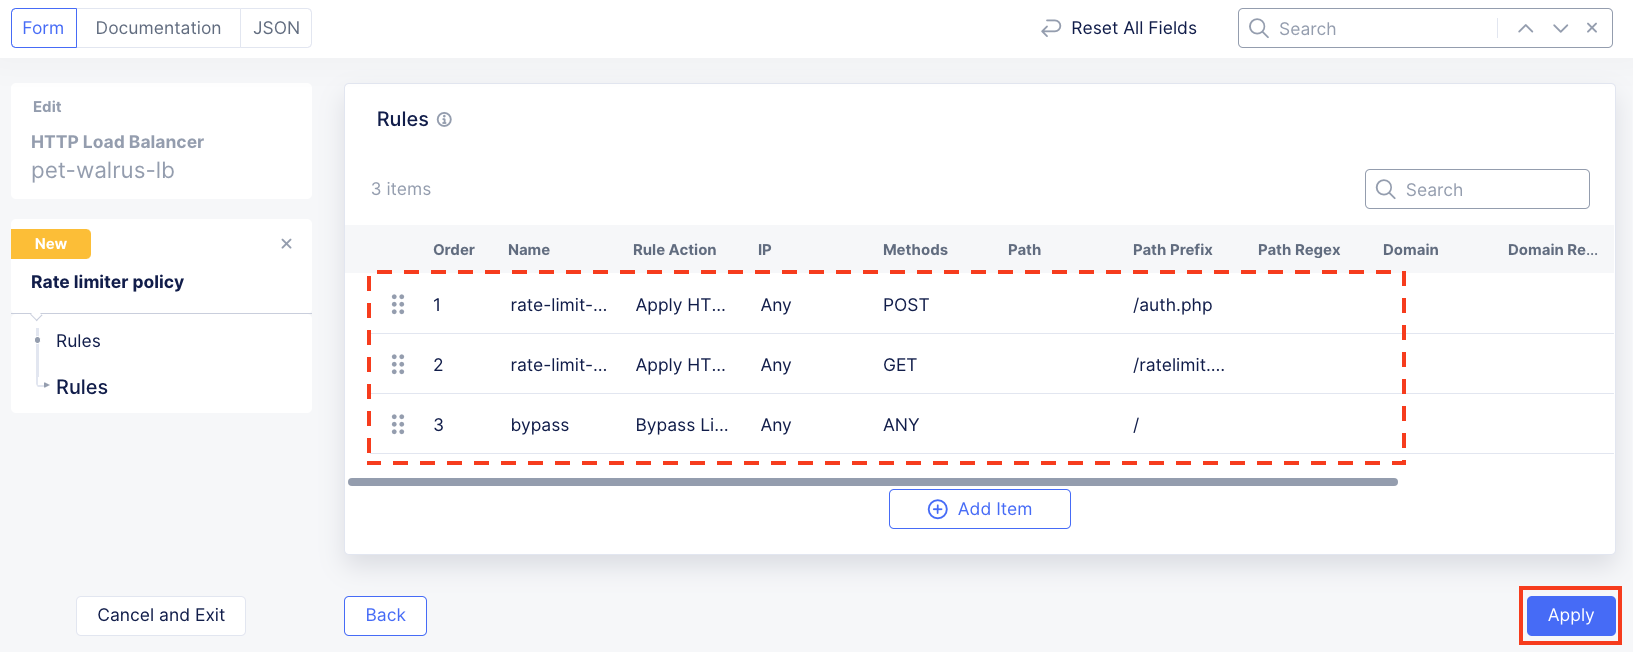 Form Documentation JSON Reset All Fields Search
Edit
HTTP Load Balancer
pet-walrus-lb
New
Rate limiter policy
Rules
Rules
Rules
3 items Search
Order Name Rule Action IP Methods Path Path Prefix Path Regex Domain Domain Re...
1 rate-limit-... Apply HT... Any POST /auth.php
2 rate-limit-... Apply HT... Any GET /ratelimit....
3 bypass Bypass Li... Any ANY /
Add Item
Cancel and Exit Back Apply